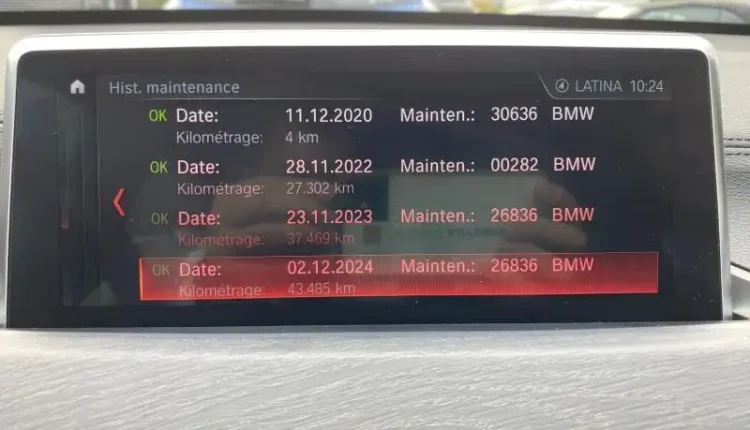 Hist. maintenance LATINA 10:24
OK Date: 11.12.2020 Mainten.: 30636 BMW
Kilométrage: 4 km
OK Date: 28.11.2022 Mainten.: 00282 BMW
Kilométrage: 27.302 km
OK Date: 23.11.2023 Mainten.: 26836 BMW
Kilométrage: 37.469 km
OK Date: 02.12.2024 Mainten.: 26836 BMW
Kilométrage: 43.485 km